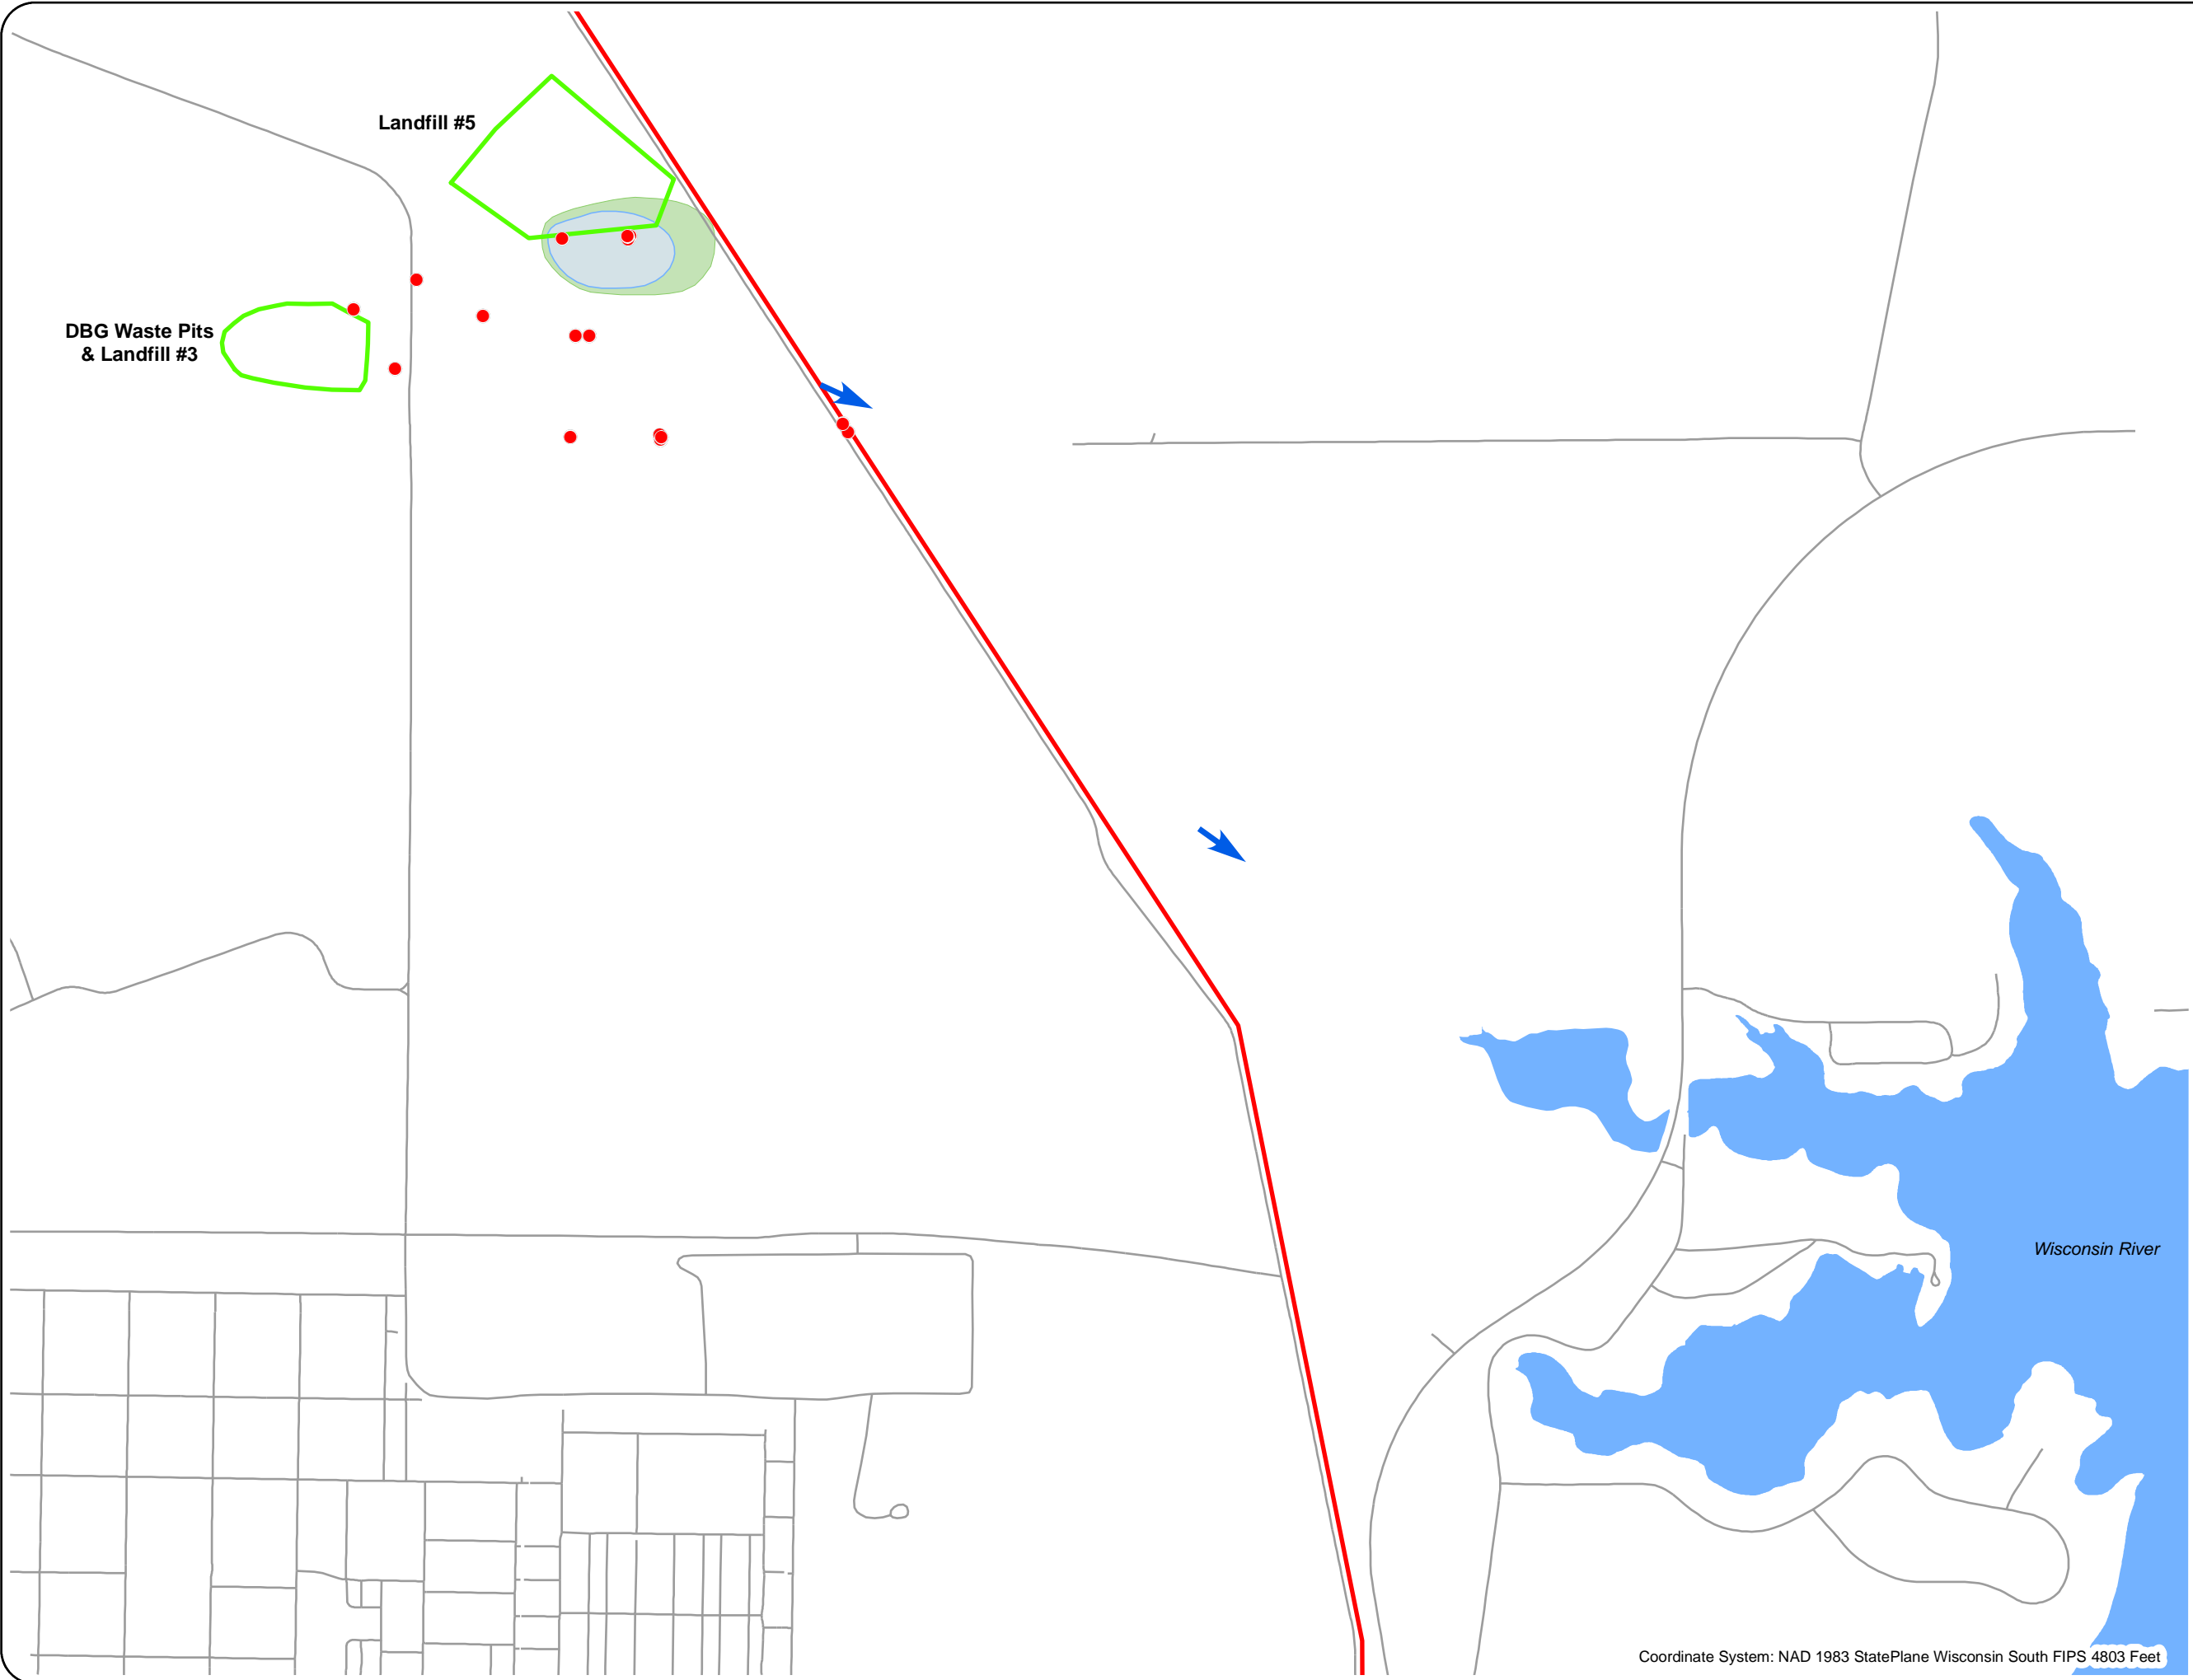 Landfill #5
DBG Waste Pits
& Landfill #3
Wisconsin River
Coordinate System: NAD 1983 StatePlane Wisconsin South FIPS 4803 Feet